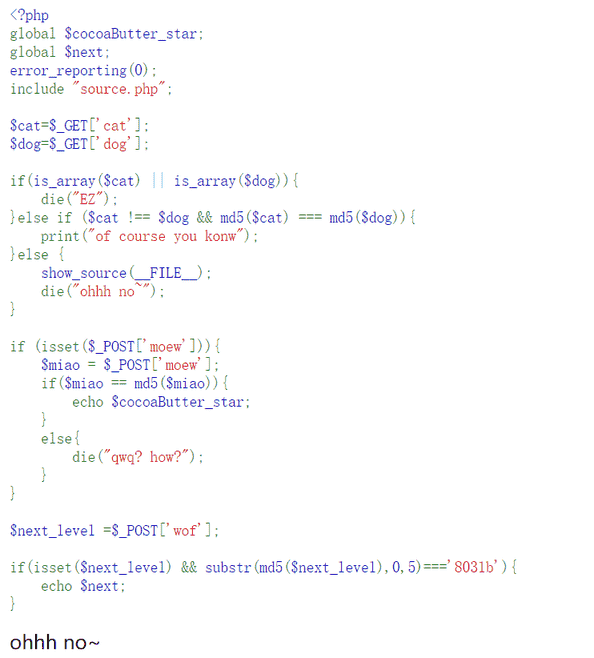 <?php
global $cocoaButter_star;
global $next;
error_reporting(0);
include "source.php";
$cat=$_GET['cat'];
$dog=$_GET['dog'];
if(is_array($cat) || is_array($dog)){
    die("EZ");
}else if ($cat !== $dog && md5($cat) === md5($dog)){
    print("of course you konw");
}else {
    show_source(__FILE__);
    die("ohhh no~");
}
if (isset($_POST['moew'])){
    $miao = $_POST['moew'];
    if($miao == md5($miao)){
        echo $cocoaButter_star;
    }
    else{
        die("qwq? how?");
    }
}
$next_level =$_POST['wof'];
if(isset($next_level) && substr(md5($next_level),0,5)==='8031b'){
    echo $next;
}
ohhh no~